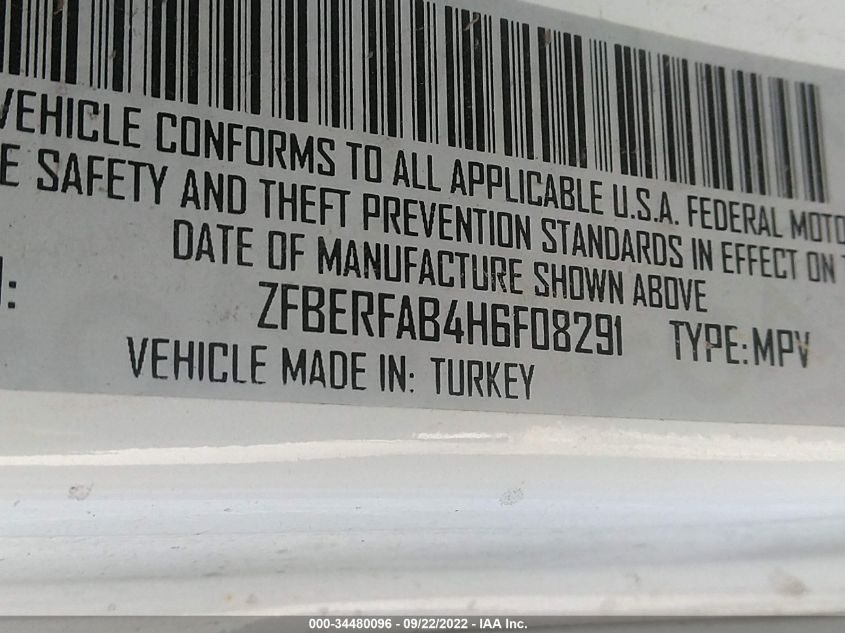 VEHICLE CONFORMS TO ALL APPLICABLE U.S.A. FEDERAL MOTO
E SAFETY AND THEFT PREVENTION STANDARDS IN EFFECT ON T
DATE OF MANUFACTURE SHOWN ABOVE
: ZFBERFAB4H6F08291 TYPE: MPV
VEHICLE MADE IN: TURKEY
000-34480096 - 09/22/2022 - IAA Inc.